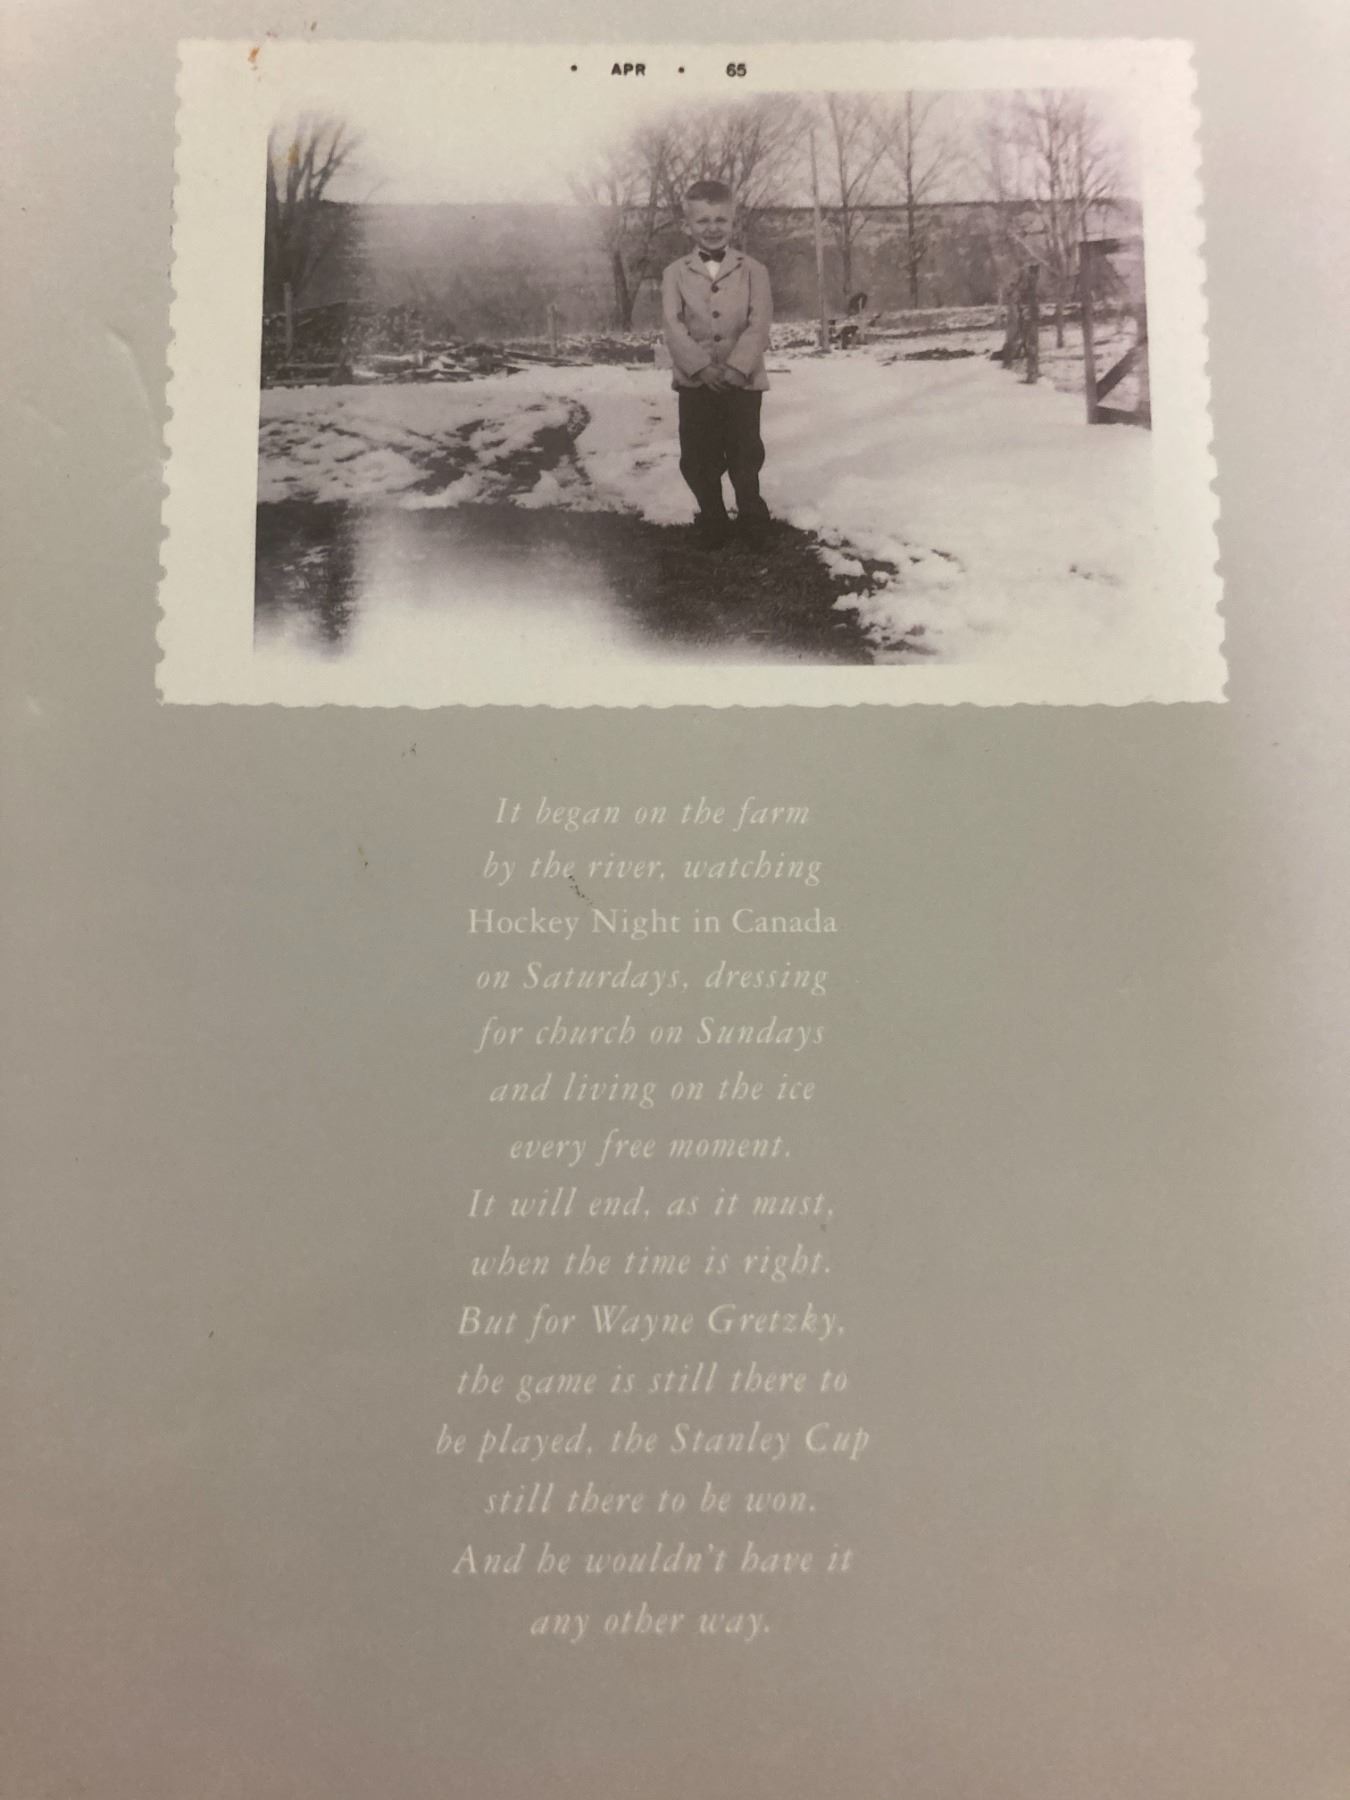 • APR • 65
It began on the farm
by the river, watching
Hockey Night in Canada
on Saturdays, dressing
for church on Sundays
and living on the ice
every free moment.
It will end, as it must,
when the time is right.
But for Wayne Gretzky,
the game is still there to
be played, the Stanley Cup
still there to be won.
And he wouldn't have it
any other way.